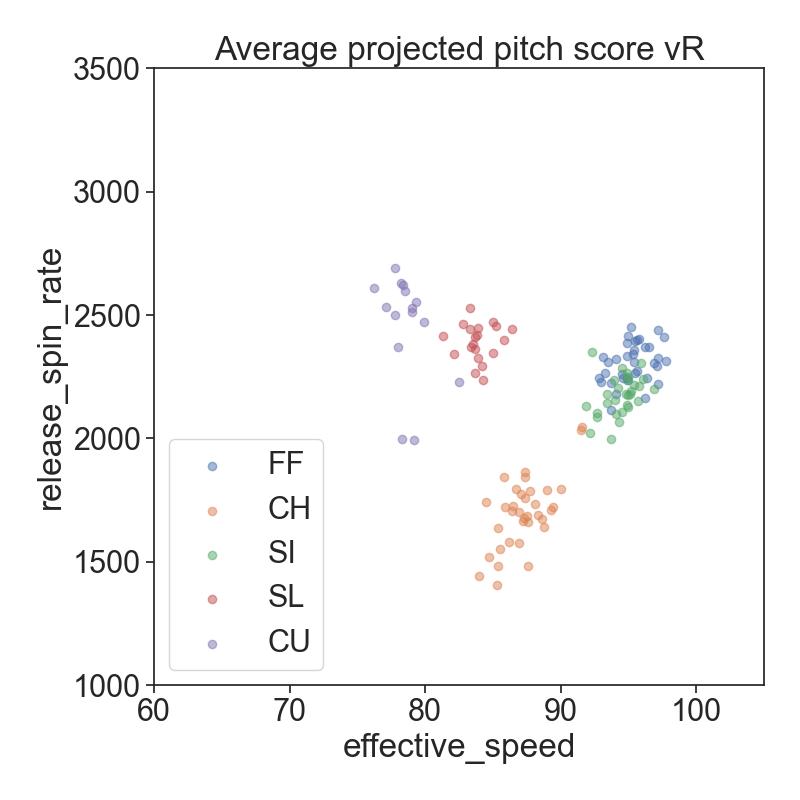 Average projected pitch score vR
3500
3000
2500
2000
1500
1000
release_spin_rate
FF
CH
SI
SL
CU
60
70
80
90
100
effective_speed